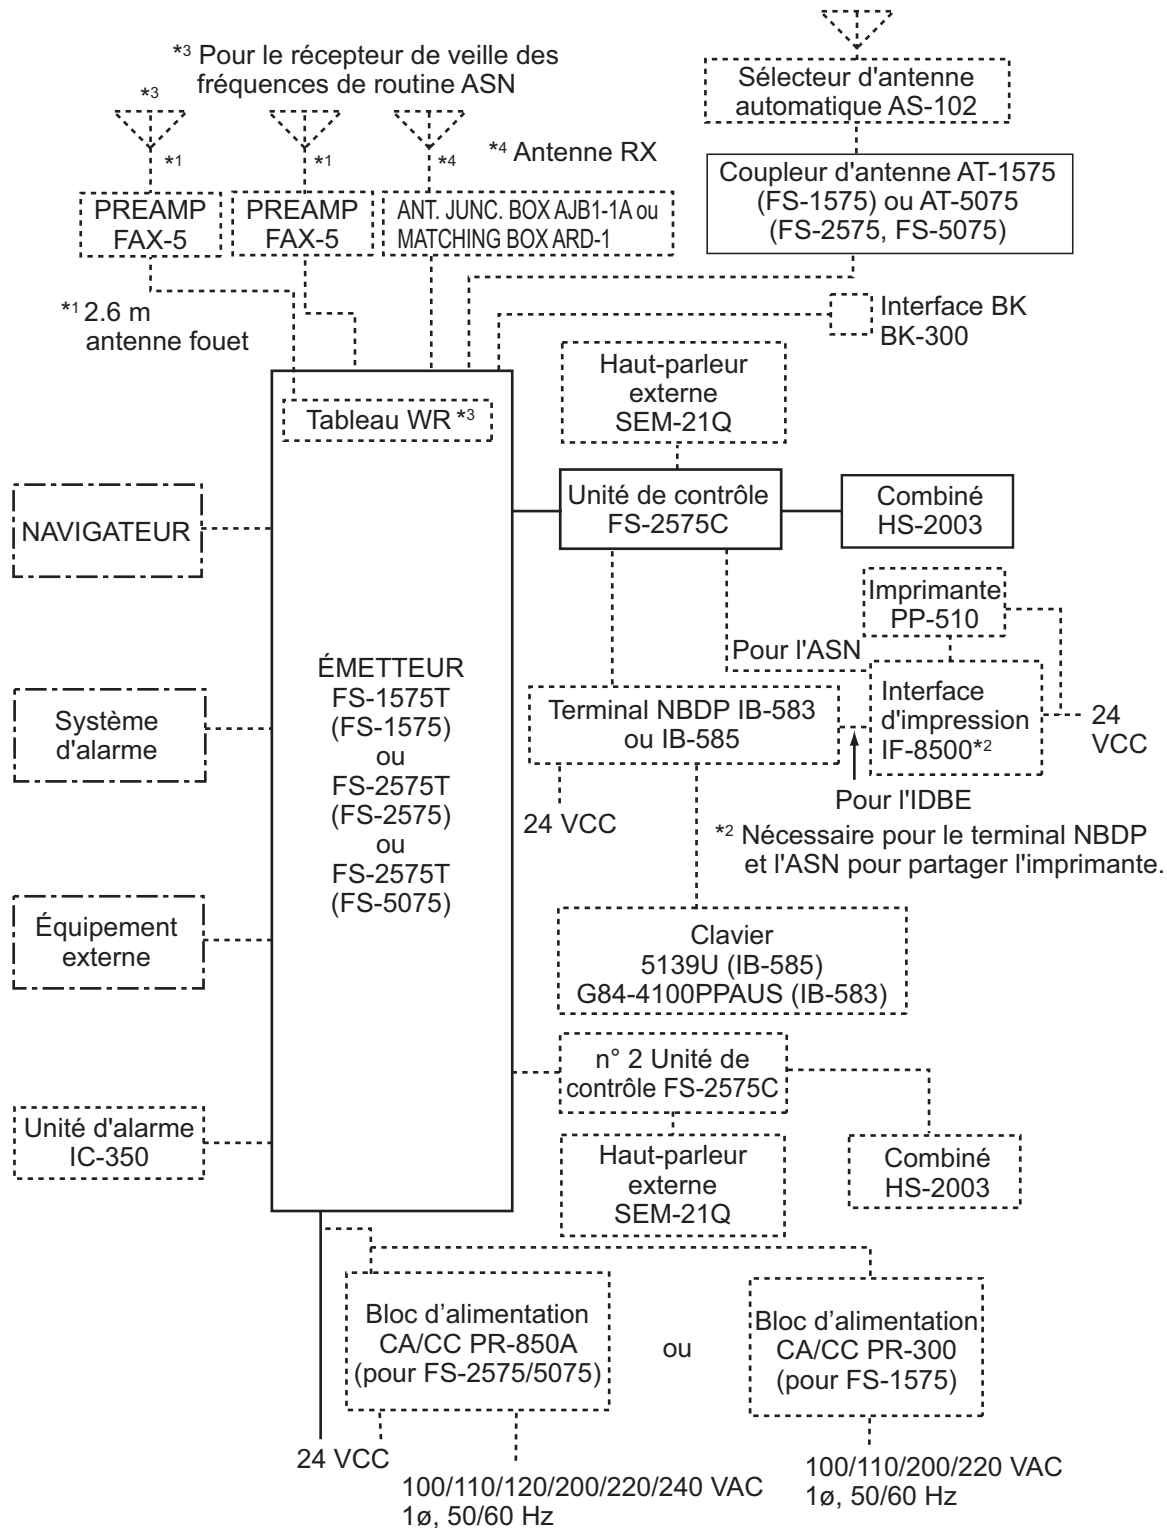 *3 Pour le récepteur de veille des
fréquences de routine ASN
*3
*1
*1
*4
*4 Antenne RX
Sélecteur d'antenne
automatique AS-102
Coupleur d'antenne AT-1575
(FS-1575) ou AT-5075
(FS-2575, FS-5075)
PREAMP
FAX-5
PREAMP
FAX-5
ANT. JUNC. BOX AJB1-1A ou
MATCHING BOX ARD-1
*1 2.6 m
antenne fouet
Interface BK
BK-300
Haut-parleur
externe
SEM-21Q
Tableau WR *3
Unité de contrôle
FS-2575C
Combiné
HS-2003
NAVIGATEUR
Imprimante
PP-510
Pour l'ASN
ÉMETTEUR
FS-1575T
(FS-1575)
ou
FS-2575T
(FS-2575)
ou
FS-2575T
(FS-5075)
Système
d'alarme
Terminal NBDP IB-583
ou IB-585
Interface
d'impression
IF-8500*2
24
VCC
Pour l'IDBE
24 VCC
*2 Nécessaire pour le terminal NBDP
et l'ASN pour partager l'imprimante.
Équipement
externe
Clavier
5139U (IB-585)
G84-4100PPAUS (IB-583)
n° 2 Unité de
contrôle FS-2575C
Unité d'alarme
IC-350
Haut-parleur
externe
SEM-21Q
Combiné
HS-2003
Bloc d’alimentation
CA/CC PR-850A
(pour FS-2575/5075)
ou
Bloc d’alimentation
CA/CC PR-300
(pour FS-1575)
24 VCC
100/110/120/200/220/240 VAC
1ø, 50/60 Hz
100/110/200/220 VAC
1ø, 50/60 Hz